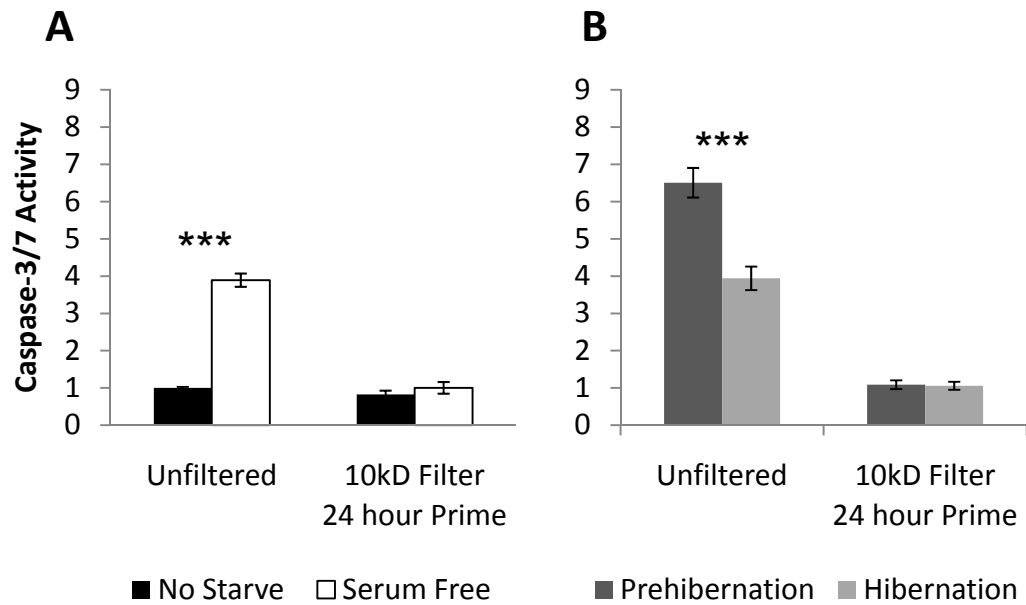 A
Caspase-3/7 Activity
9
8
7
6
5
4
3
2
1
0
***
Unfiltered
10kD Filter
24 hour Prime
No Starve
Serum Free
B
9
8
7
6
5
4
3
2
1
0
***
Unfiltered
10kD Filter
24 hour Prime
Prehibernation
Hibernation